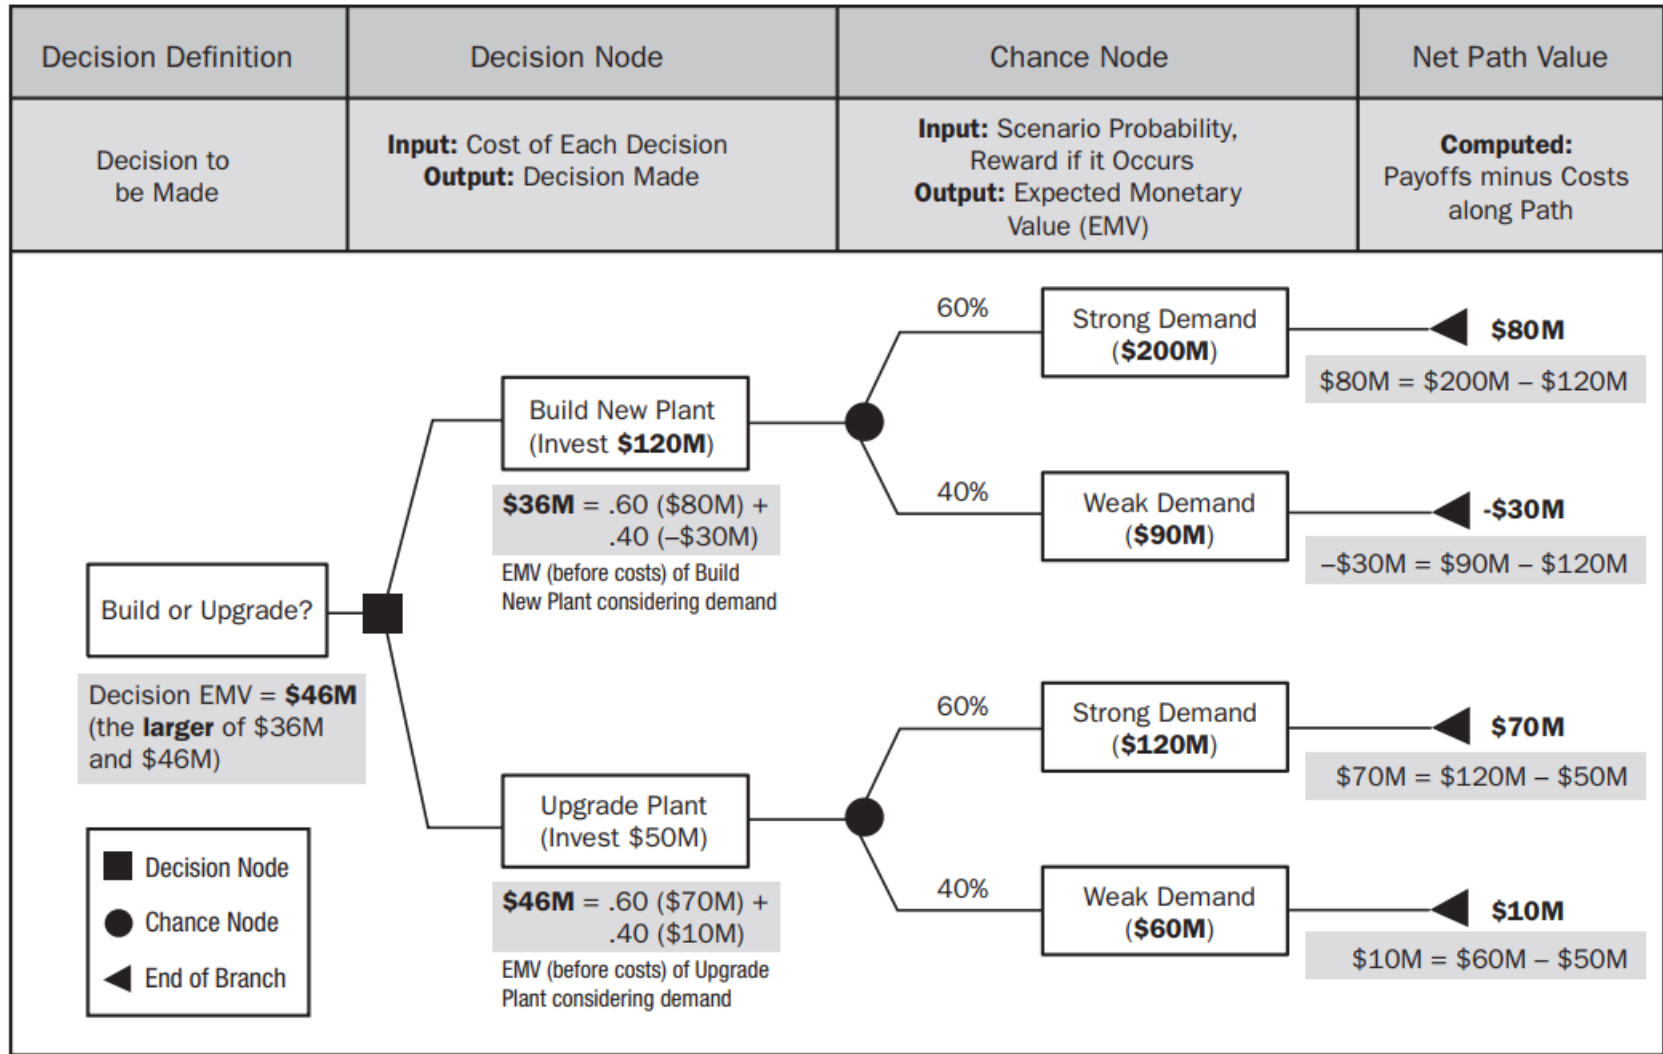 Decision Definition
Decision Node
Chance Node
Net Path Value
Decision to
be Made
Input: Cost of Each Decision
Output: Decision Made
Input: Scenario Probability,
Reward if it Occurs
Output: Expected Monetary
Value (EMV)
Computed:
Payoffs minus Costs
along Path
Build or Upgrade?
Decision EMV = $46M
(the larger of $36M
and $46M)
Build New Plant
(Invest $120M)
$36M = .60 ($80M) +
.40 (–$30M)
EMV (before costs) of Build
New Plant considering demand
60%
Strong Demand
($200M)
$80M
$80M = $200M – $120M
40%
Weak Demand
($90M)
-$30M
–$30M = $90M – $120M
Upgrade Plant
(Invest $50M)
$46M = .60 ($70M) +
.40 ($10M)
EMV (before costs) of Upgrade
Plant considering demand
60%
Strong Demand
($120M)
$70M
$70M = $120M – $50M
40%
Weak Demand
($60M)
$10M
$10M = $60M – $50M
Decision Node
Chance Node
End of Branch